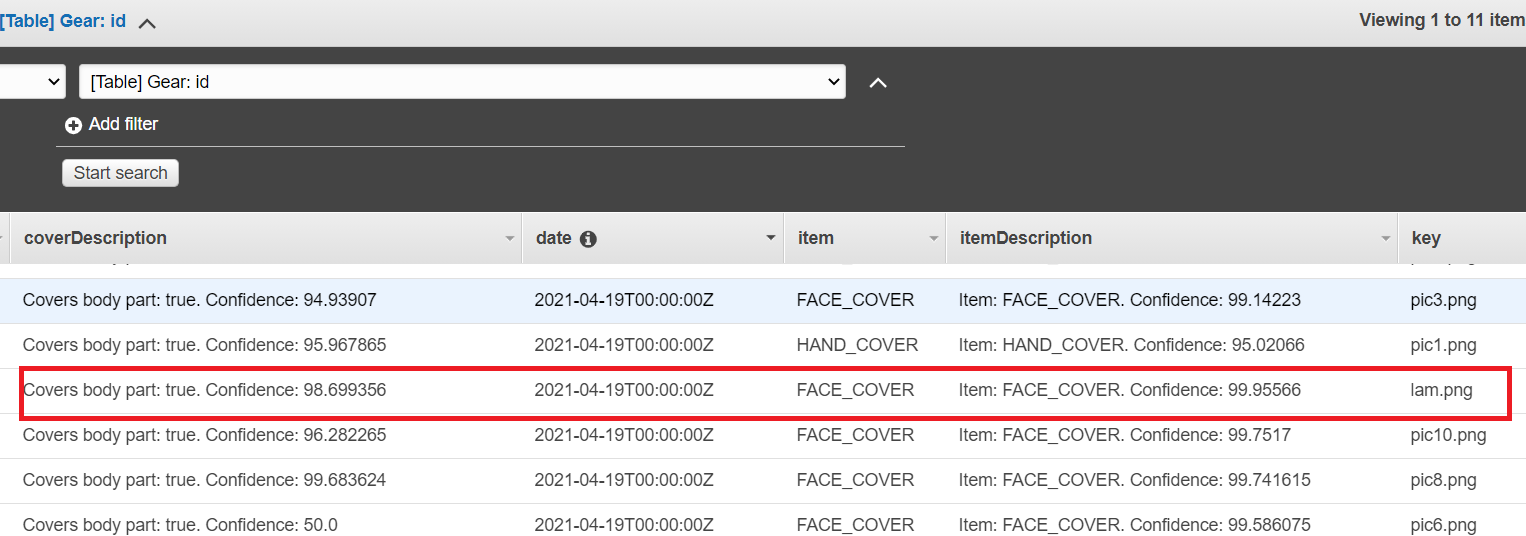 [Table] Gear: id
Viewing 1 to 11 item
[Table] Gear: id
Add filter
Start search
coverDescription date item itemDescription key
Covers body part: true. Confidence: 94.93907 2021-04-19T00:00:00Z FACE_COVER Item: FACE_COVER. Confidence: 99.14223 pic3.png
Covers body part: true. Confidence: 95.967865 2021-04-19T00:00:00Z HAND_COVER Item: HAND_COVER. Confidence: 95.02066 pic1.png
Covers body part: true. Confidence: 98.699356 2021-04-19T00:00:00Z FACE_COVER Item: FACE_COVER. Confidence: 99.95566 lam.png
Covers body part: true. Confidence: 96.282265 2021-04-19T00:00:00Z FACE_COVER Item: FACE_COVER. Confidence: 99.7517 pic10.png
Covers body part: true. Confidence: 99.683624 2021-04-19T00:00:00Z FACE_COVER Item: FACE_COVER. Confidence: 99.741615 pic8.png
Covers body part: true. Confidence: 50.0 2021-04-19T00:00:00Z FACE_COVER Item: FACE_COVER. Confidence: 99.586075 pic6.png